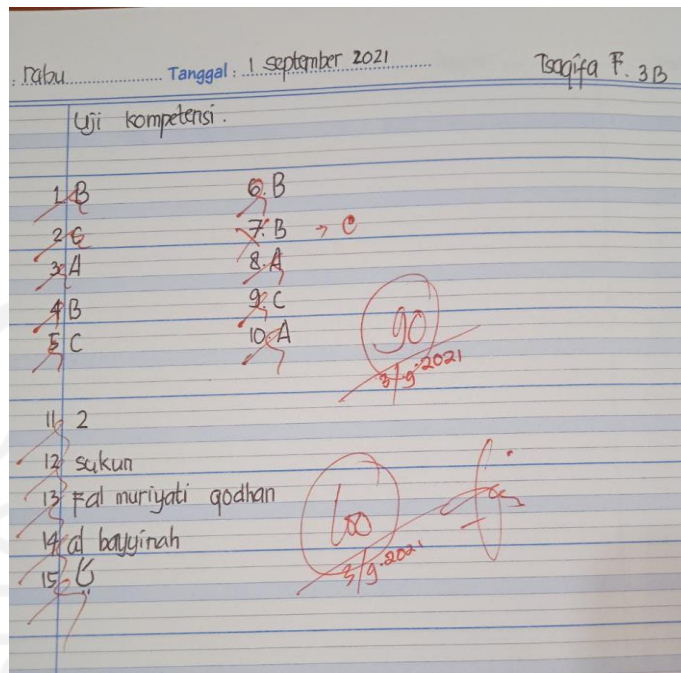 : rabu Tanggal : 1 September 2021 Tsaqifa F. 3B
Uji kompetensi.
1. B
2. C
3. A
4. B
5. C
6. B
7. B → C
8. A
9. C
10. A
90
3/9-2021
11. 2
12. sukun
13. Fal muriyati qodhan
14. al bayyinah
15.
100
3/9-2021